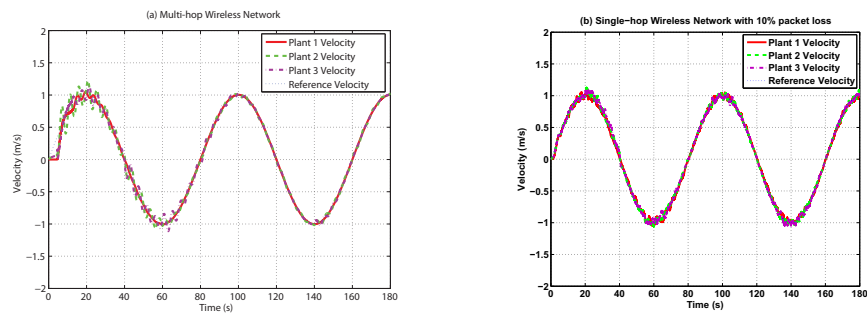 (a) Multi-hop Wireless Network
Plant 1 Velocity
Plant 2 Velocity
Plant 3 Velocity
Reference Velocity
2
1.5
1
0.5
0
−0.5
−1
−1.5
−2
Velocity (m/s)
0 20 40 60 80 100 120 140 160 180
Time (s)
(b) Single−hop Wireless Network with 10% packet loss
Plant 1 Velocity
Plant 2 Velocity
Plant 3 Velocity
Reference Velocity
2
1.5
1
0.5
0
−0.5
−1
−1.5
−2
Velocity (m/s)
0 20 40 60 80 100 120 140 160 180
Time (s)